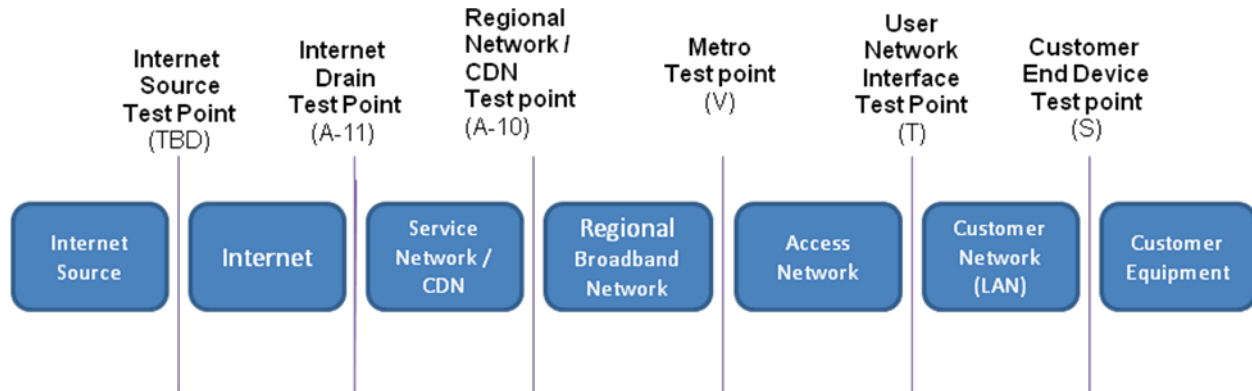 Internet
Source
Test Point
(TBD)
Internet
Drain
Test Point
(A-11)
Regional
Network /
CDN
Test point
(A-10)
Metro
Test point
(V)
User
Network
Interface
Test Point
(T)
Customer
End Device
Test point
(S)
Internet
Source
Internet
Service
Network /
CDN
Regional
Broadband
Network
Access
Network
Customer
Network
(LAN)
Customer
Equipment